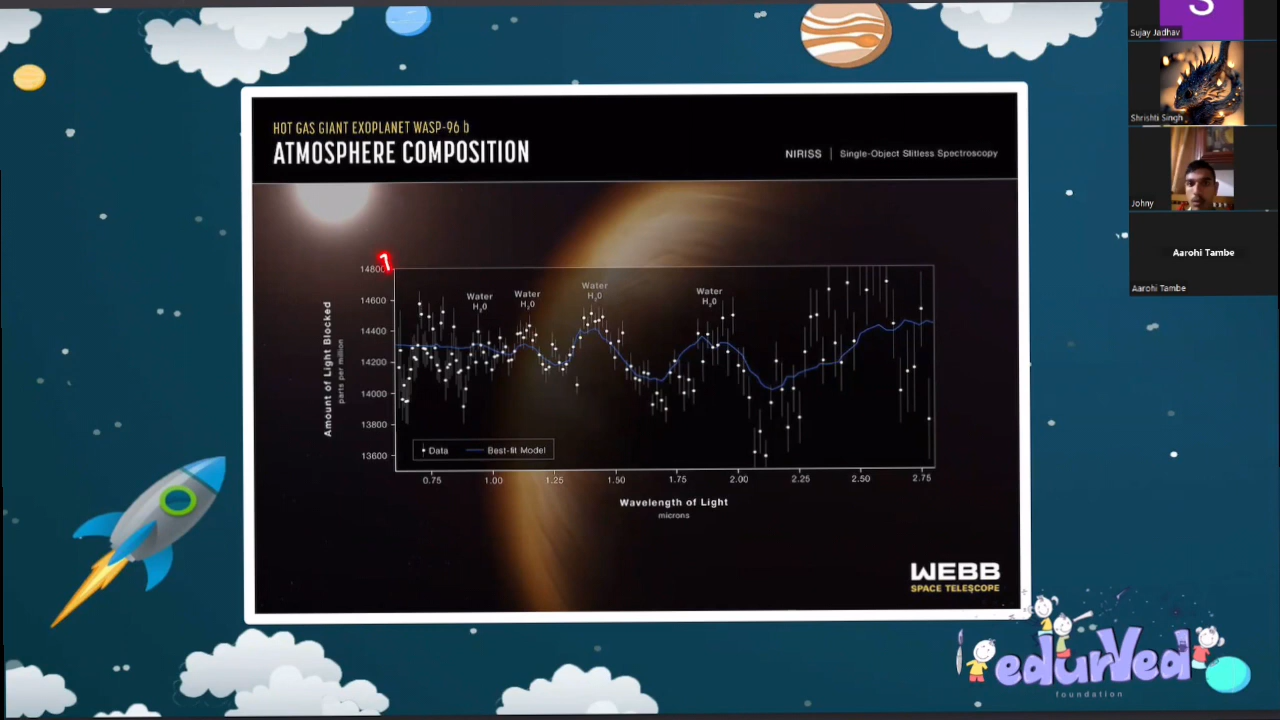 S
Sujay Jadhav
HOT GAS GIANT EXOPLANET WASP-96 b
ATMOSPHERE COMPOSITION
NIRISS | Single-Object Slitless Spectroscopy
Shrishti Singh
Johny
Aarohi Tambe
Aarohi Tambe
14800
14600
14400
14200
14000
13800
13600
Amount of Light Blocked
parts per million
Water
H2O
Water
H2O
Water
H2O
Water
H2O
Data
Best-fit Model
0.75 1.00 1.25 1.50 1.75 2.00 2.25 2.50 2.75
Wavelength of Light
microns
WEBB
SPACE TELESCOPE
edurVed
foundation